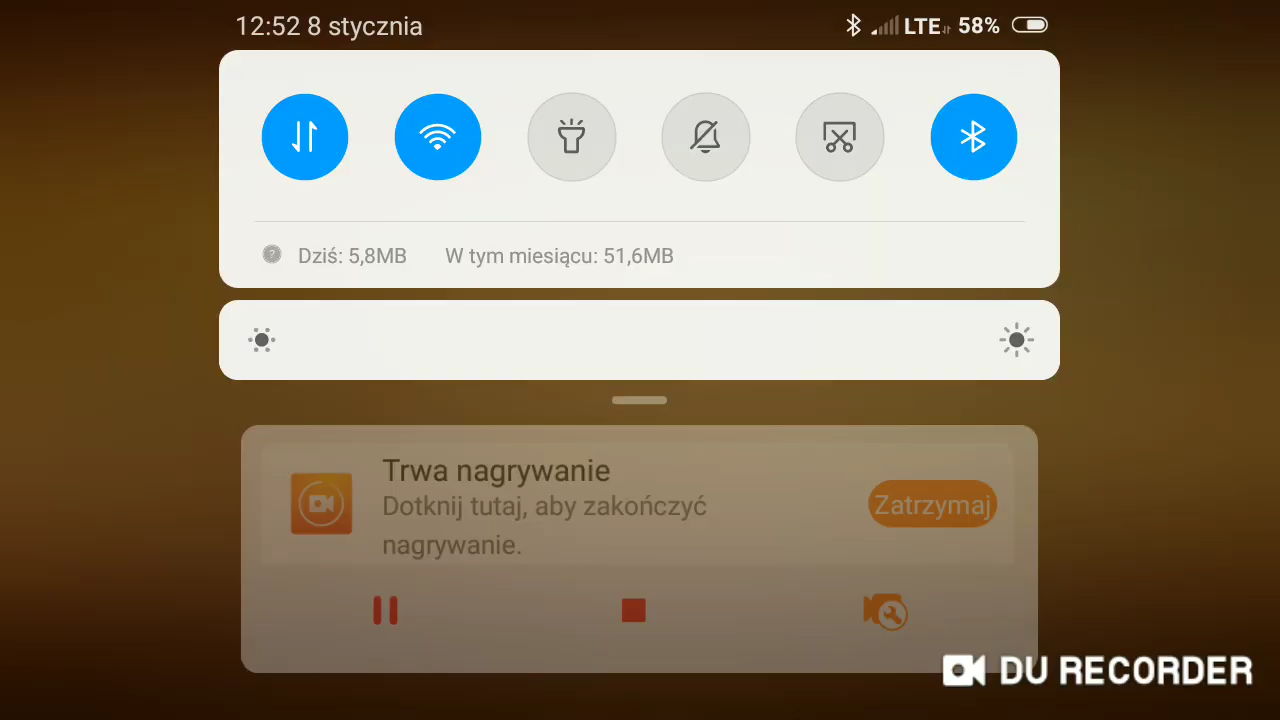 12:52 8 stycznia
LTE 58%
Dziś: 5,8MB W tym miesiącu: 51,6MB
Trwa nagrywanie
Dotknij tutaj, aby zakończyć
nagrywanie.
Zatrzymaj
DU RECORDER